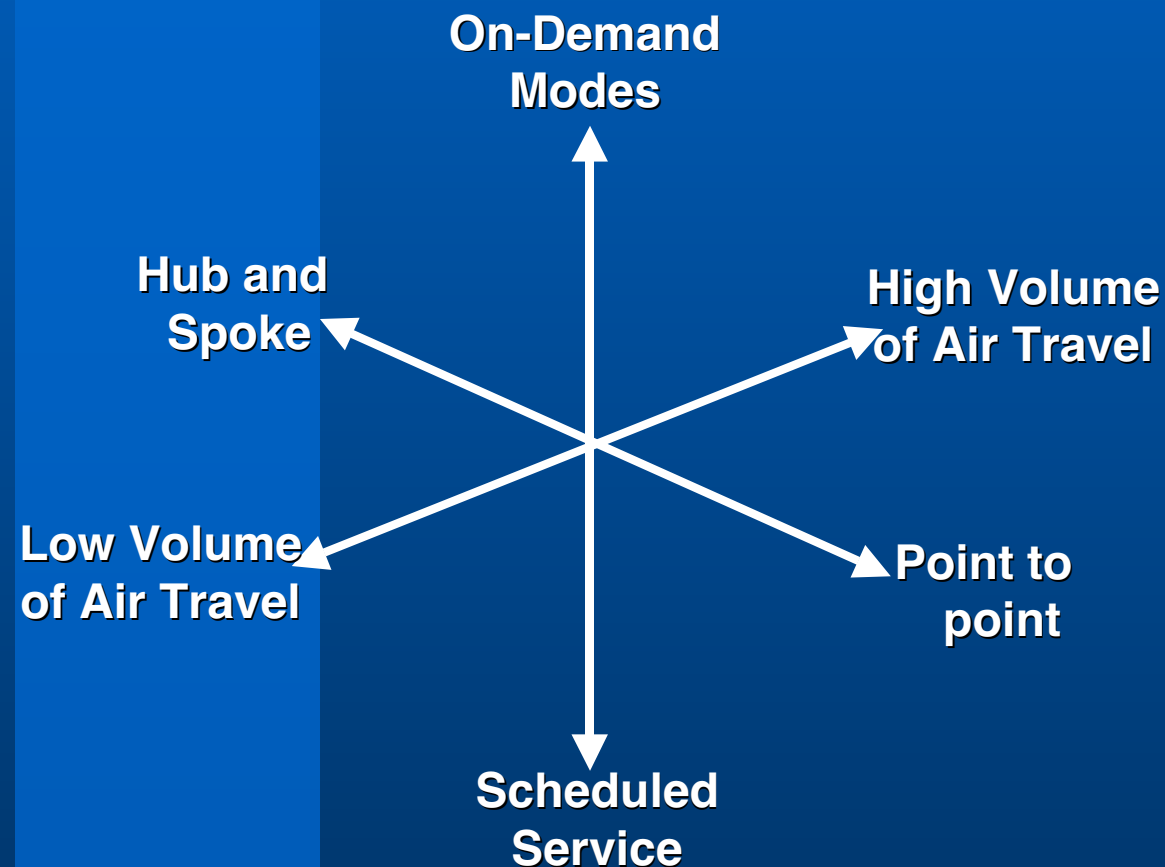 On-Demand
Modes
Hub and
Spoke
High Volume
of Air Travel
Low Volume
of Air Travel
Point to
point
Scheduled
Service